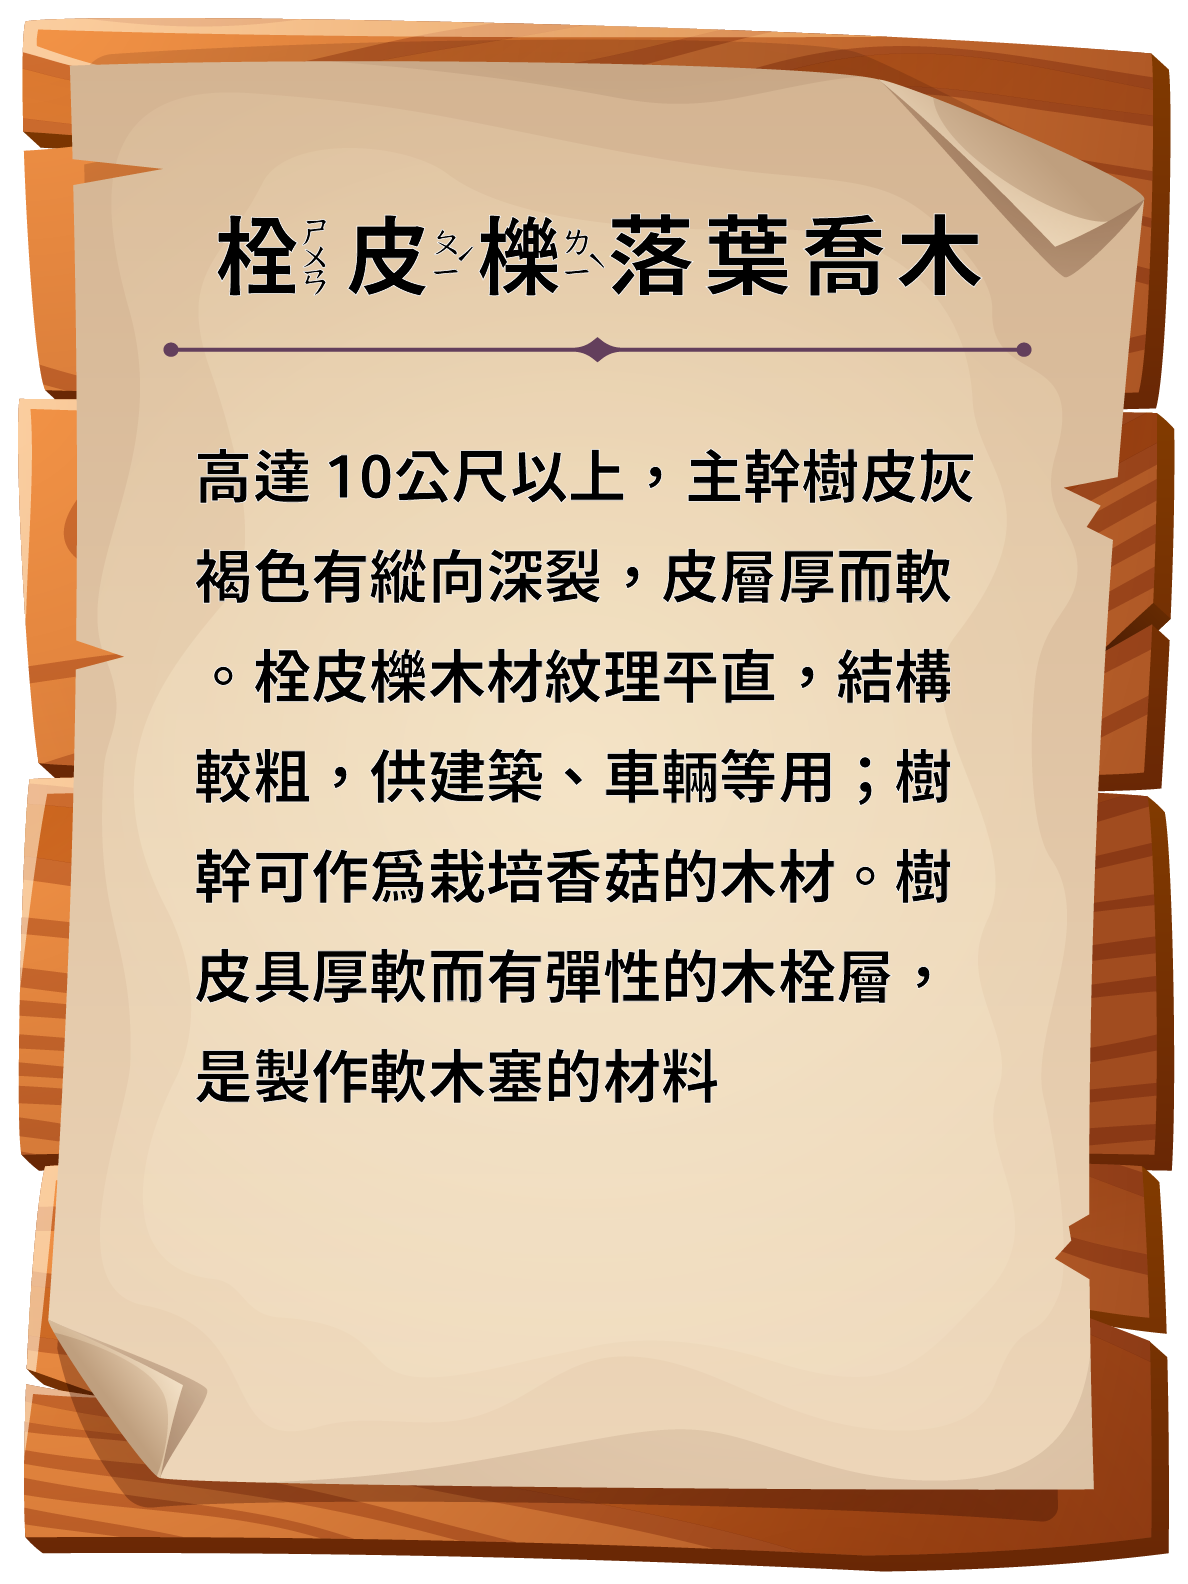 栓ㄕㄨㄢ皮ㄆㄧˊ櫟ㄌㄧˋ落葉喬木
高達10公尺以上，主幹樹皮灰
褐色有縱向深裂，皮層厚而軟
。栓皮櫟木材紋理平直，結構
較粗，供建築、車輛等用；樹
幹可作爲栽培香菇的木材。樹
皮具厚軟而有彈性的木栓層，
是製作軟木塞的材料